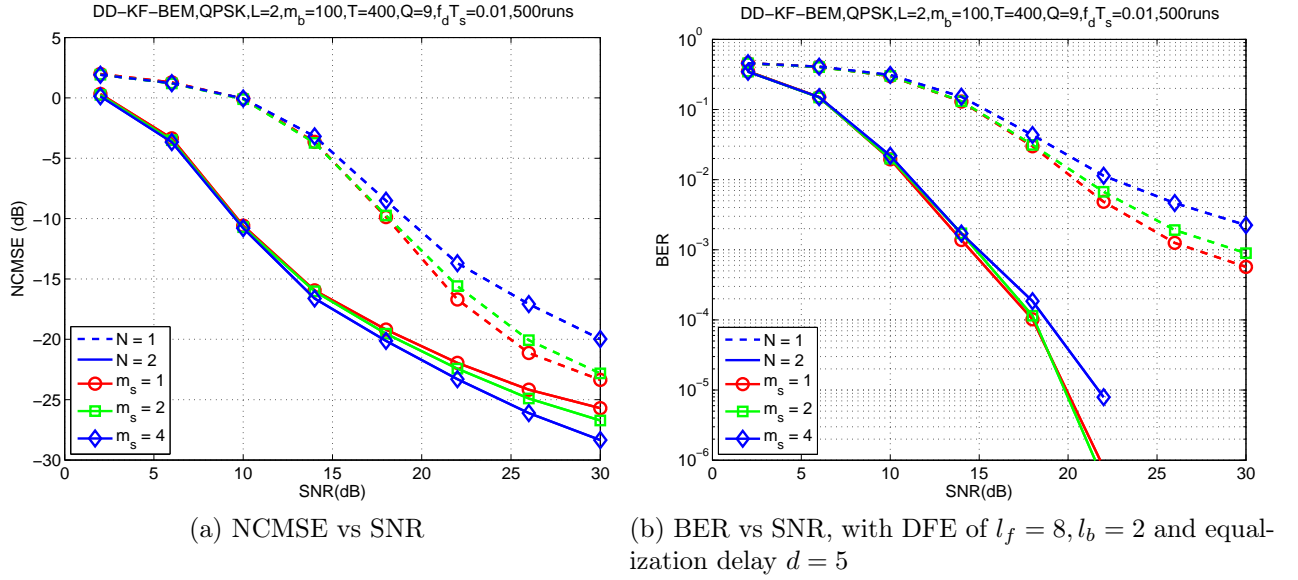 DD−KF−BEM,QPSK,L=2,m_b=100,T=400,Q=9,f_dT_s=0.01,500runs
5
0
−5
−10
−15
−20
−25
−30
NCMSE (dB)
N = 1
N = 2
m_s = 1
m_s = 2
m_s = 4
0 5 10 15 20 25 30
SNR(dB)
(a) NCMSE vs SNR
DD−KF−BEM,QPSK,L=2,m_b=100,T=400,Q=9,f_dT_s=0.01,500runs
10^0
10^−1
10^−2
10^−3
10^−4
10^−5
10^−6
BER
N = 1
N = 2
m_s = 1
m_s = 2
m_s = 4
0 5 10 15 20 25 30
SNR(dB)
(b) BER vs SNR, with DFE of l_f = 8, l_b = 2 and equal-
ization delay d = 5